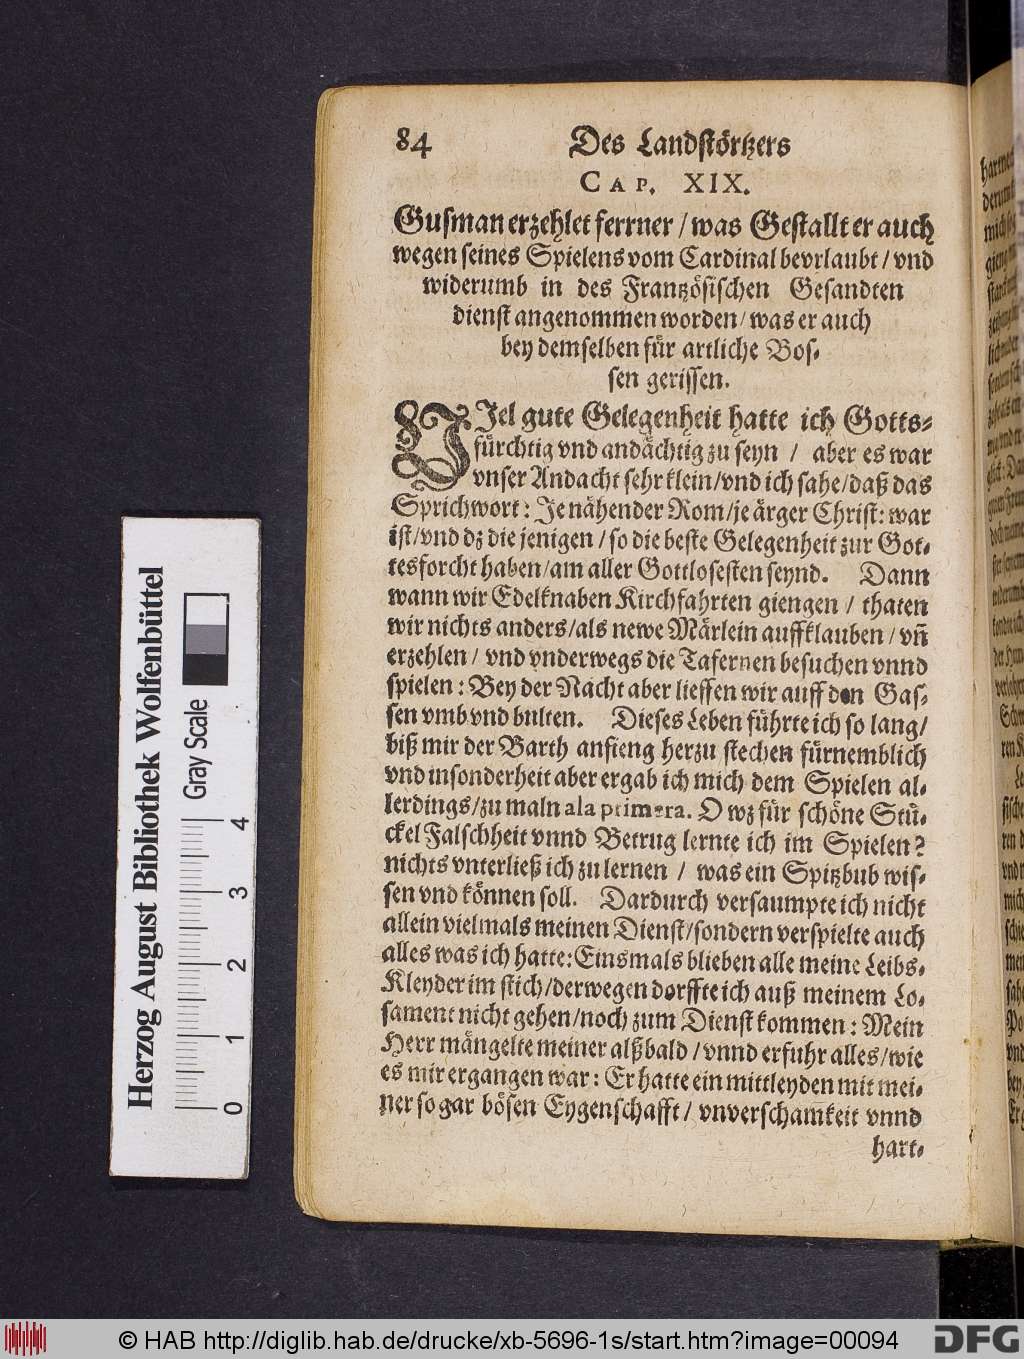 84 Des Landstörtzers
CAP. XIX.
Gusman erzehlet ferrner / was Gestallt er auch
wegen seines Spielens vom Cardinal bevrlaubt / vnd
widerumb in des Frantzösischen Gesandten
dienst angenommen worden / was er auch
bey demselben für artliche Bos-
sen gerissen.
VIel gute Gelegenheit hatte ich Gotts-
fürchtig vnd andächtig zu seyn / aber es war
vnser Andacht sehr klein / vnd ich sahe / daß das
Sprichwort: Je nähender Rom / je ärger Christ: war
ist / vnd dz die jenigen / so die beste Gelegenheit zur Got-
tesforcht haben / am aller Gottlosesten seynd. Dann
wann wir Edelknaben Kirchfahrten giengen / thaten
wir nichts anders / als newe Märlein auffklauben / vñ
erzehlen / vnd vnderwegs die Tafernen besuchen vnnd
spielen: Bey der Nacht aber lieffen wir auff den Gas-
sen vmb vnd bulten. Dieses Leben führte ich so lang /
biß mir der Barth anfieng herzu stechen fürnemblich
vnd insonderheit aber ergab ich mich dem Spielen al-
lerdings / zu maln ala primera. O wz für schöne Stü-
ckel Falschheit vnnd Betrug lernte ich im Spielen?
nichts vnterließ ich zu lernen / was ein Spitzbub wis-
sen vnd können soll. Dardurch versaumpte ich nicht
allein vielmals meinen Dienst / sondern verspielte auch
alles was ich hatte: Einsmals blieben alle meine Leibs-
Kleyder im stich / derwegen dorffte ich auß meinem Lo-
sament nicht gehen / noch zum Dienst kommen: Mein
Herr mängelte meiner alßbald / vnnd erfuhr alles / wie
es mir ergangen war: Er hatte ein mittleyden mit mei-
ner so gar bösen Eygenschafft / vnverschamkeit vnnd
hart-
Herzog August Bibliothek Wolfenbüttel
Gray Scale
0 1 2 3 4
© HAB http://diglib.hab.de/drucke/xb-5696-1s/start.htm?image=00094
DFG